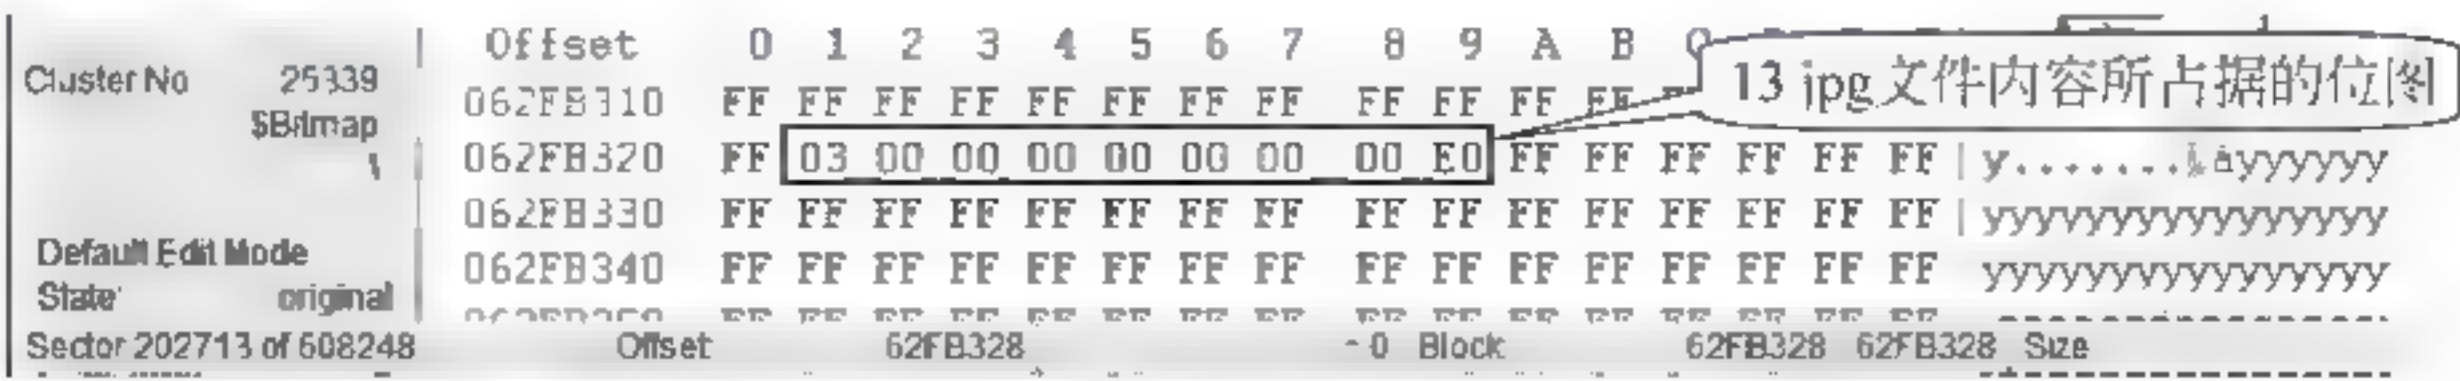 Offset 0 1 2 3 4 5 6 7 8 9 A B
13 jpg文件内容所占据的位图
Cluster No 25339
062FB310 FF FF FF FF FF FF FF FF FF FF FF FF
$Bitmap
062FB320 FF 03 00 00 00 00 00 00 00 E0 FF FF FF FF FF FF
\
062FB330 FF FF FF FF FF FF FF FF FF FF FF FF FF FF FF FF yyyyyyyyyyyyyyyy
Default Edit Mode
062FB340 FF FF FF FF FF FF FF FF FF FF FF FF FF FF FF FF yyyyyyyyyyyyyyyy
State original
Sector 202713 of 608248 Offset 62FB328 - 0 Block 62FB328 62FB328 Size